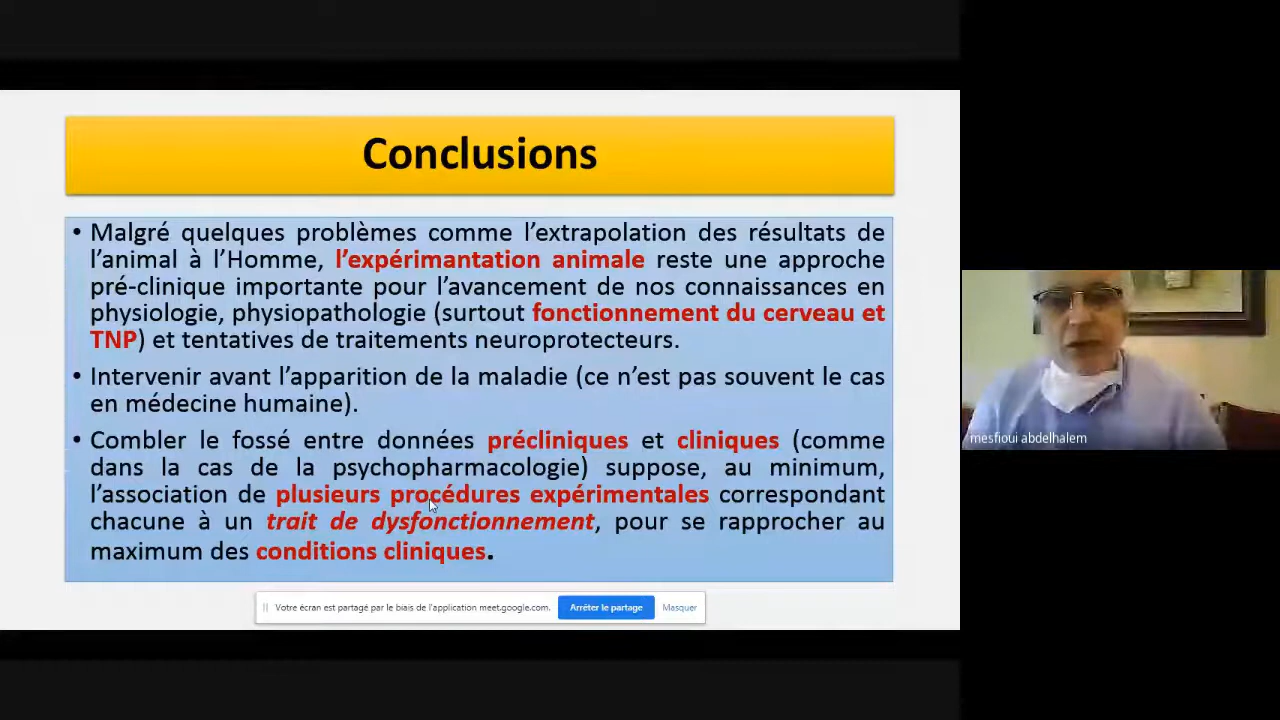 Conclusions
• Malgré quelques problèmes comme l’extrapolation des résultats de
l’animal à l’Homme, l’expérimantation animale reste une approche
pré-clinique importante pour l’avancement de nos connaissances en
physiologie, physiopathologie (surtout fonctionnement du cerveau et
TNP) et tentatives de traitements neuroprotecteurs.
• Intervenir avant l’apparition de la maladie (ce n’est pas souvent le cas
en médecine humaine).
• Combler le fossé entre données précliniques et cliniques (comme
dans la cas de la psychopharmacologie) suppose, au minimum,
l’association de plusieurs procédures expérimentales correspondant
chacune à un trait de dysfonctionnement, pour se rapprocher au
maximum des conditions cliniques.
Votre écran est partagé par le biais de l'application meet.google.com. Arrêter le partage Masquer
mesfioui abdelhalem